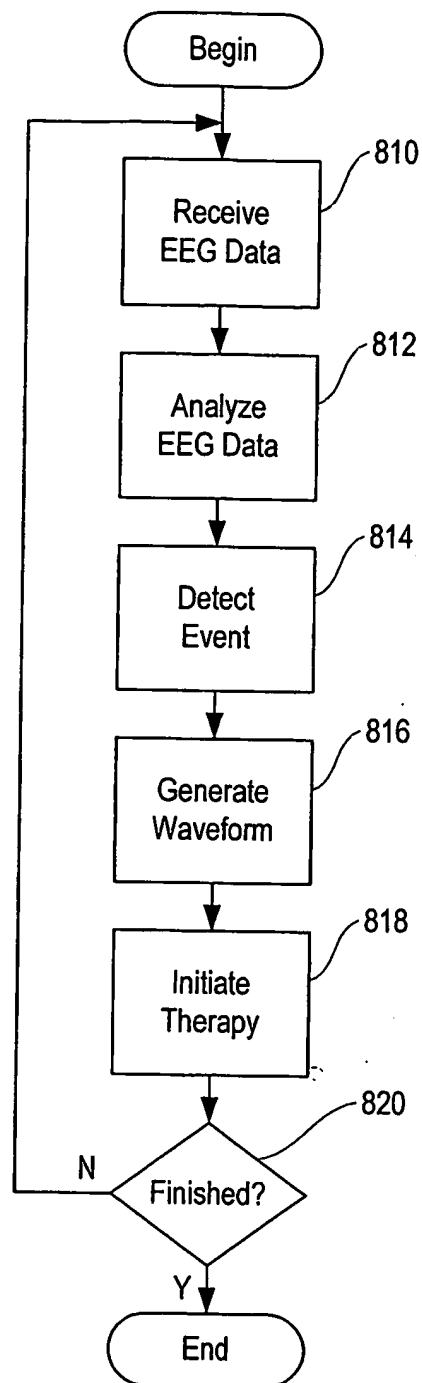 Begin
810
Receive
EEG Data
812
Analyze
EEG Data
814
Detect
Event
816
Generate
Waveform
818
Initiate
Therapy
820
Finished?
N
Y
End